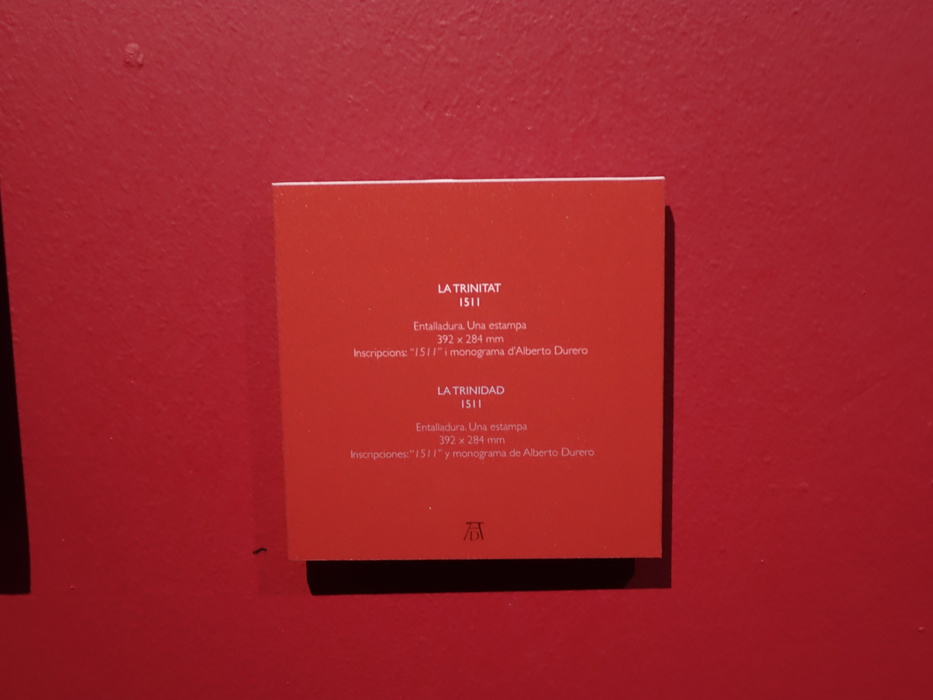 LA TRINITAT
1511
Entalladura. Una estampa
392 x 284 mm
Inscripcions: “1511” i monograma d'Alberto Durero
LA TRINIDAD
1511
Entalladura. Una estampa
392 x 284 mm
Inscripciones: “1511” y monograma de Alberto Durero
AD